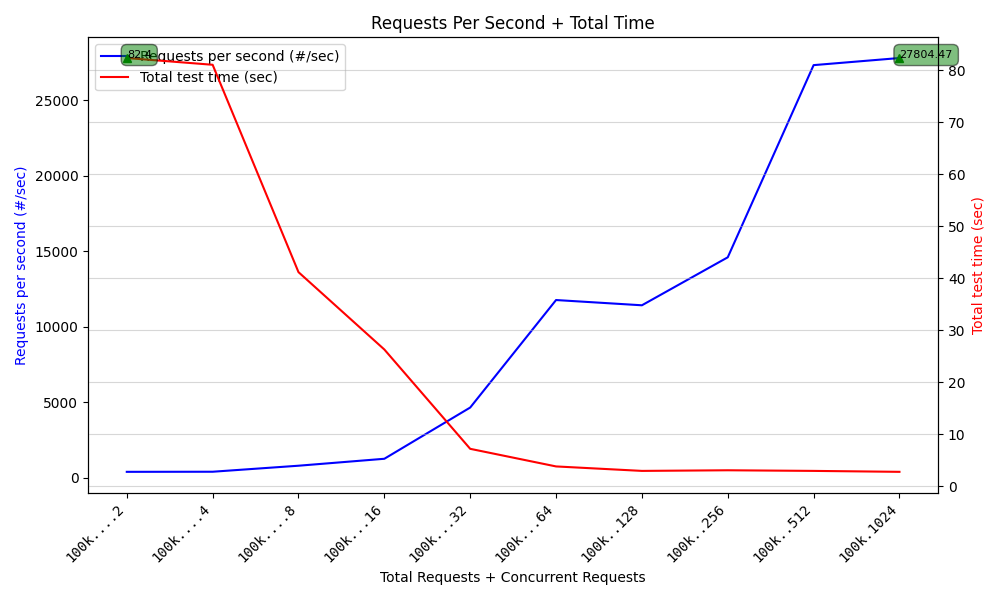 Requests Per Second + Total Time
Requests per second (#/sec)
Total test time (sec)
82.4
27804.47
25000
20000
15000
10000
5000
0
Requests per second (#/sec)
80
70
60
50
40
30
20
10
0
Total test time (sec)
100k....2
100k....4
100k....8
100k...16
100k...32
100k...64
100k..128
100k..256
100k..512
100k.1024
Total Requests + Concurrent Requests